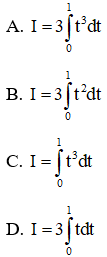 A. I = 3∫₀¹ t³dt
B. I = 3∫₀¹ t²dt
C. I = ∫₀¹ t³dt
D. I = 3∫₀¹ tdt